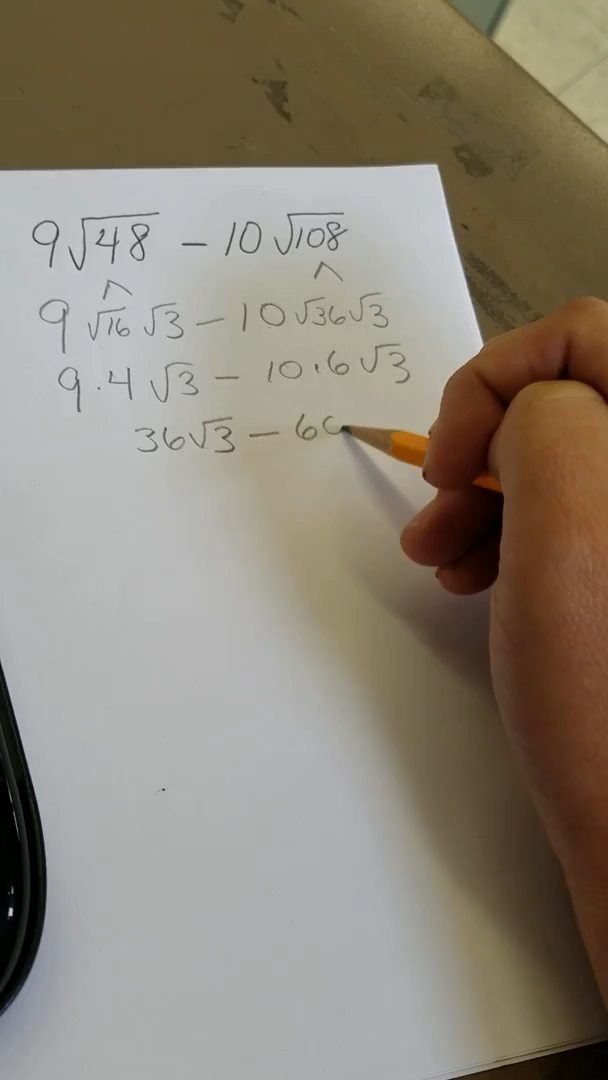 9√48 - 10√108
9√16√3 - 10√36√3
9·4√3 - 10·6√3
36√3 - 60